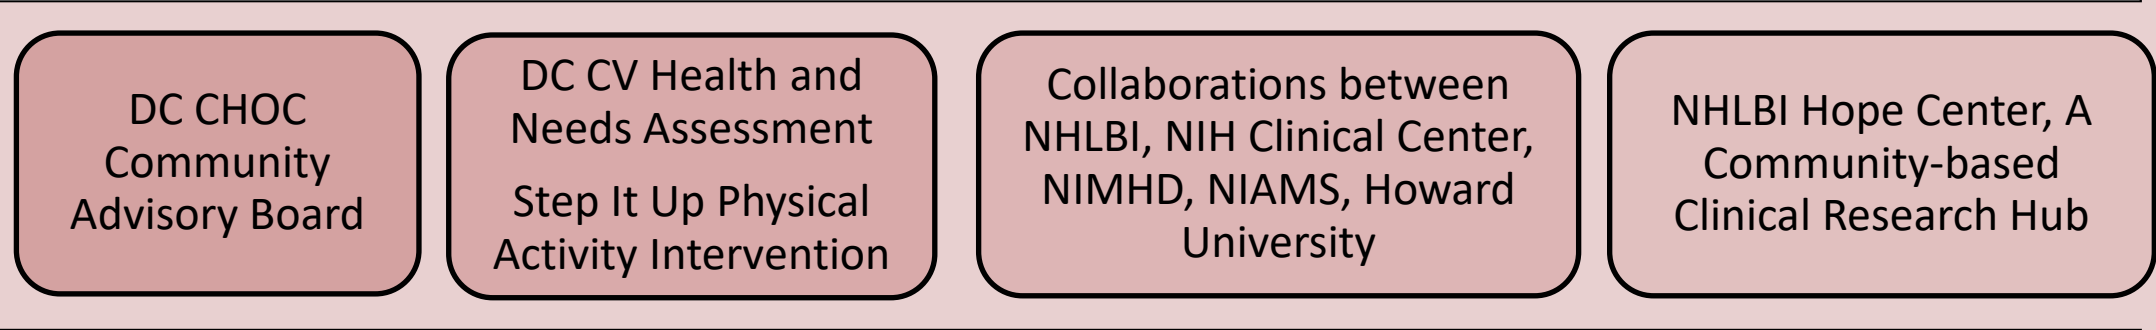 DC CHOC
Community
Advisory Board
DC CV Health and
Needs Assessment
Step It Up Physical
Activity Intervention
Collaborations between
NHLBI, NIH Clinical Center,
NIMHD, NIAMS, Howard
University
NHLBI Hope Center, A
Community-based
Clinical Research Hub